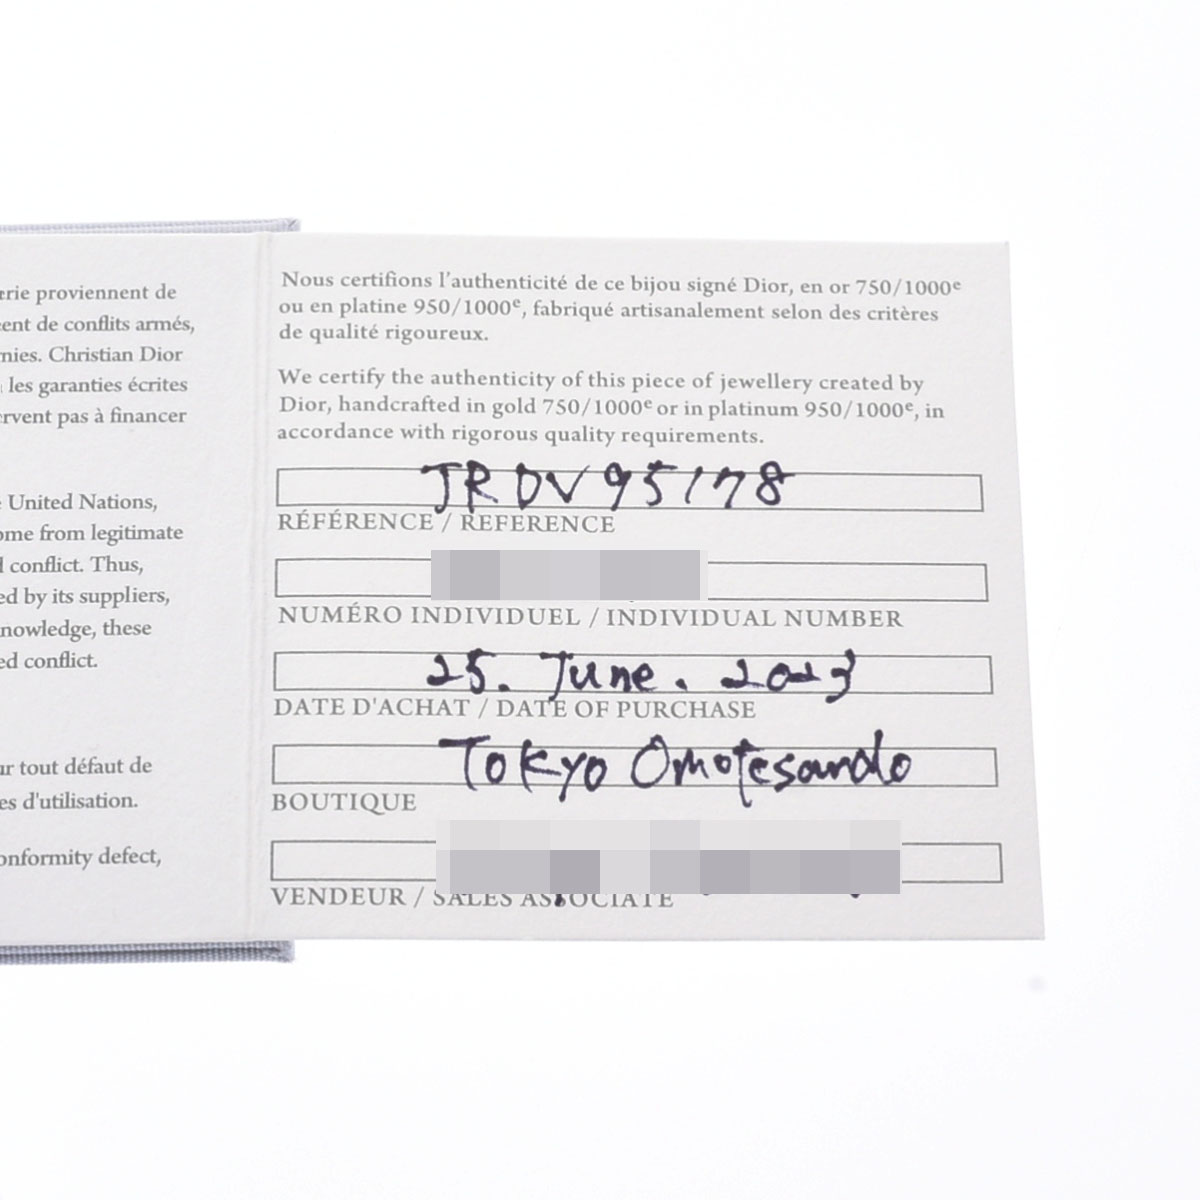 erie proviennent de
ent de conflits armés,
nies. Christian Dior
les garanties écrites
rvent pas à financer
United Nations,
ome from legitimate
conflict. Thus,
ed by its suppliers,
nowledge, these
ed conflict.
ur tout défaut de
es d'utilisation.
onformity defect,
Nous certifions l'authenticité de ce bijou signé Dior, en or 750/1000e
ou en platine 950/1000e, fabriqué artisanalement selon des critères
de qualité rigoureux.
We certify the authenticity of this piece of jewellery created by
Dior, handcrafted in gold 750/1000e or in platinum 950/1000e, in
accordance with rigorous quality requirements.
JRDV95178
RÉFÉRENCE / REFERENCE
NUMÉRO INDIVIDUEL / INDIVIDUAL NUMBER
25. June. 2023
DATE D'ACHAT / DATE OF PURCHASE
Tokyo Omotesando
BOUTIQUE
VENDEUR / SALES ASSOCIATE